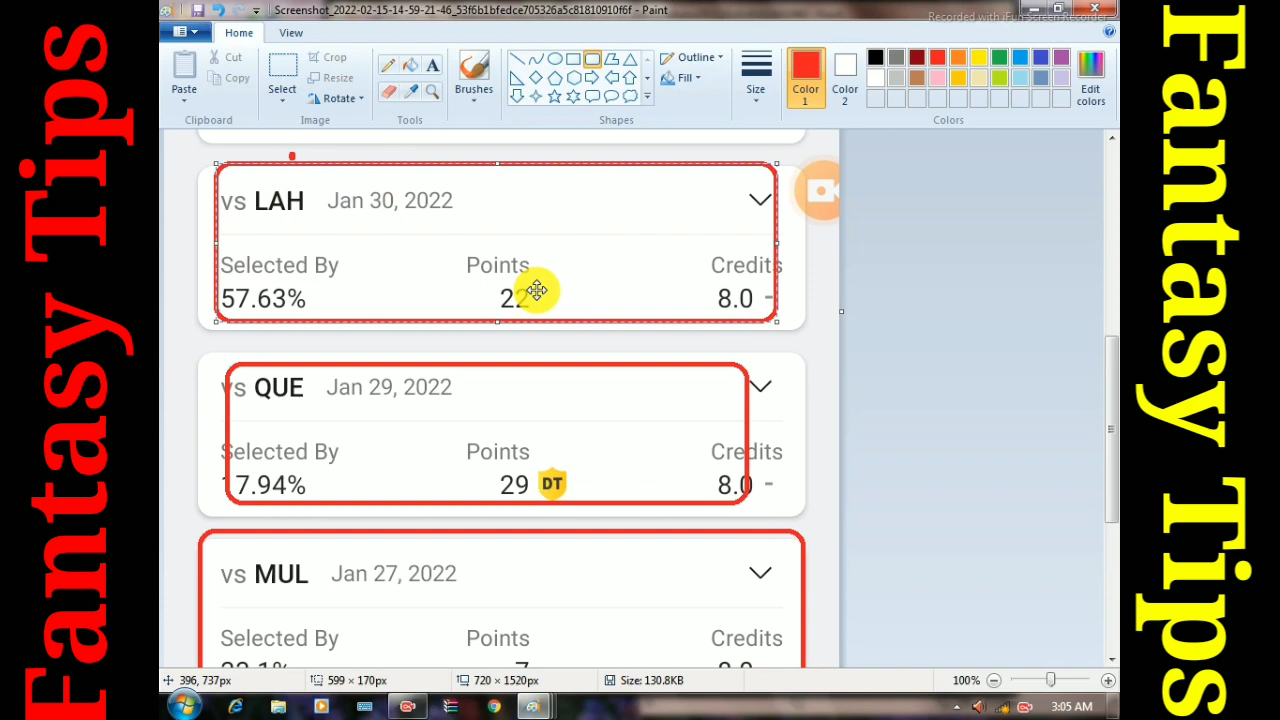 Fantasy Tips
Screenshot_2022-02-15-14-59-21-46_53f6b1bfedce705326a5c81810910f6f - Paint
Recorded with iFun Screen Recorder
Home View
Paste
Cut
Copy
Clipboard
Select
Crop
Resize
Rotate
Image
A
Tools
Brushes
Outline
Fill
Shapes
Size
Color 1
Color 2
Edit colors
Colors
vs LAH Jan 30, 2022
Selected By Points Credits
57.63% 22 8.0 -
vs QUE Jan 29, 2022
Selected By Points Credits
17.94% 29 DT 8.0 -
vs MUL Jan 27, 2022
Selected By Points Credits
396, 737px 599 × 170px 720 × 1520px Size: 130.8KB 100%
3:05 AM
Fantasy Tips